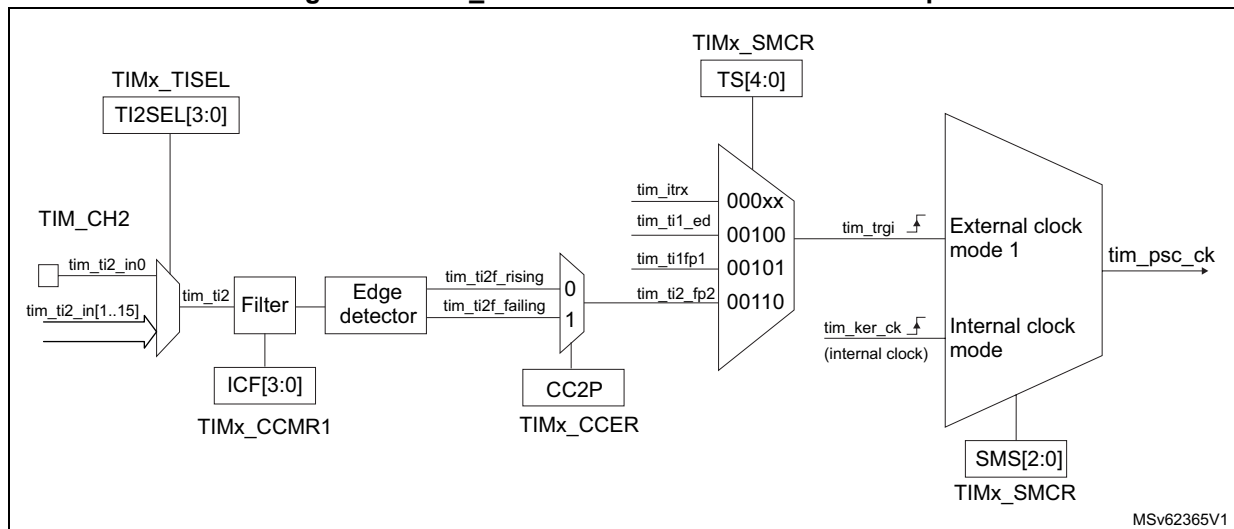 TIMx_SMCR
TS[4:0]
TIMx_TISEL
TI2SEL[3:0]
TIM_CH2
tim_ti2_in0
tim_ti2_in[1..15]
tim_ti2
Filter
ICF[3:0]
TIMx_CCMR1
Edge
detector
tim_ti2f_rising
tim_ti2f_failing
0
1
CC2P
TIMx_CCER
tim_itrx
000xx
tim_ti1_ed
00100
tim_ti1fp1
00101
tim_ti2_fp2
00110
tim_trgi
External clock
mode 1
tim_ker_ck
(internal clock)
Internal clock
mode
tim_psc_ck
SMS[2:0]
TIMx_SMCR
MSv62365V1